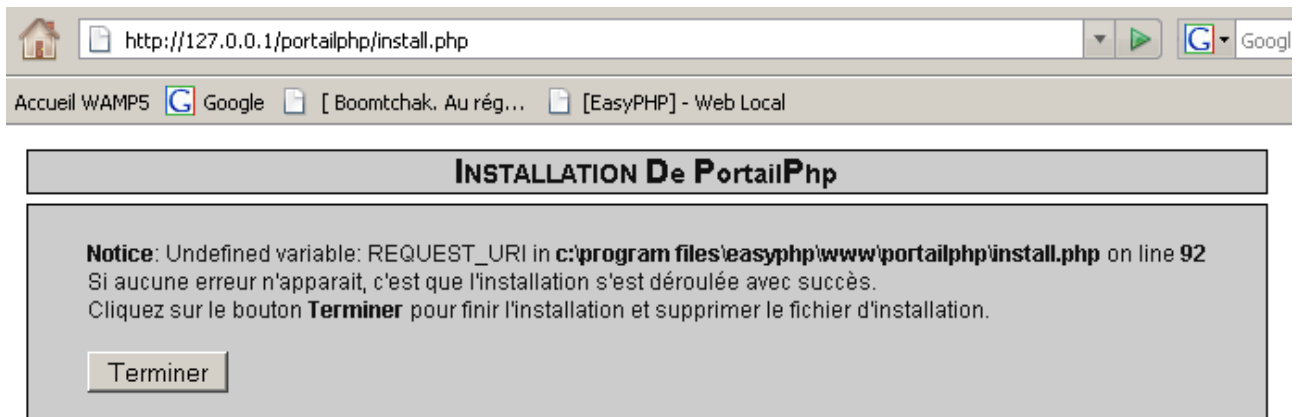 http://127.0.0.1/portailphp/install.php
G Googl
Accueil WAMP5 G Google [ Boomtchak. Au rég... [EasyPHP] - Web Local
INSTALLATION De PortailPhp
Notice: Undefined variable: REQUEST_URI in c:\program files\easyphp\www\portailphp\install.php on line 92
Si aucune erreur n'apparait, c'est que l'installation s'est déroulée avec succès.
Cliquez sur le bouton Terminer pour finir l'installation et supprimer le fichier d'installation.
Terminer